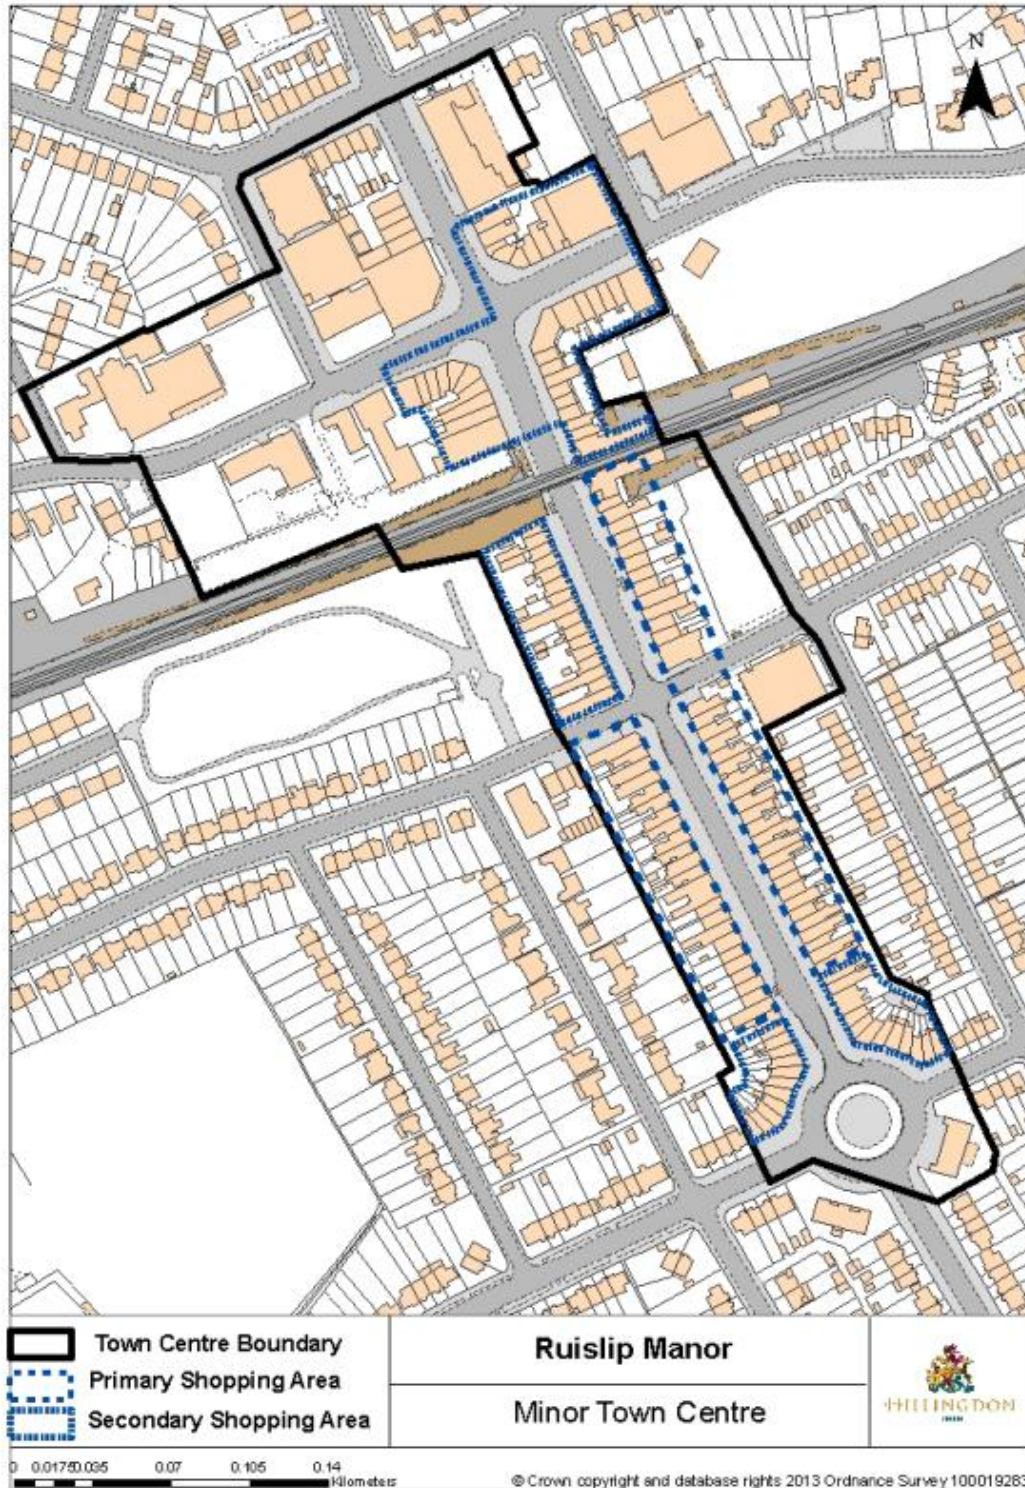 N
Town Centre Boundary
Primary Shopping Area
Secondary Shopping Area
Ruislip Manor
Minor Town Centre
HILLINGDON
0 0.0175 0.035 0.07 0.105 0.14
Kilometers
© Crown copyright and database rights 2013 Ordnance Survey 100019283